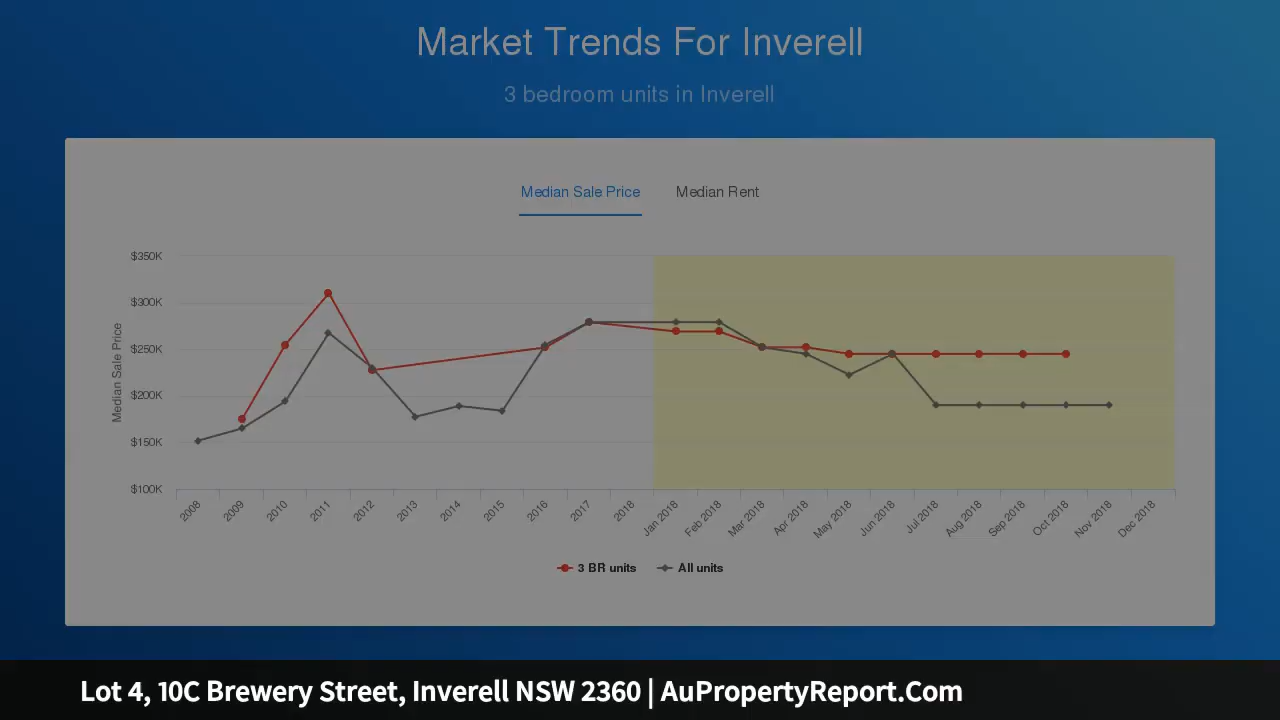 Market Trends For Inverell
3 bedroom units in Inverell
Median Sale Price Median Rent
Median Sale Price
$350K
$300K
$250K
$200K
$150K
$100K
2008 2009 2010 2011 2012 2013 2014 2015 2016 2017 2018 Jan 2018 Feb 2018 Mar 2018 Apr 2018 May 2018 Jun 2018 Jul 2018 Aug 2018 Sep 2018 Oct 2018 Nov 2018 Dec 2018
3 BR units All units
Lot 4, 10C Brewery Street, Inverell NSW 2360 | AuPropertyReport.Com